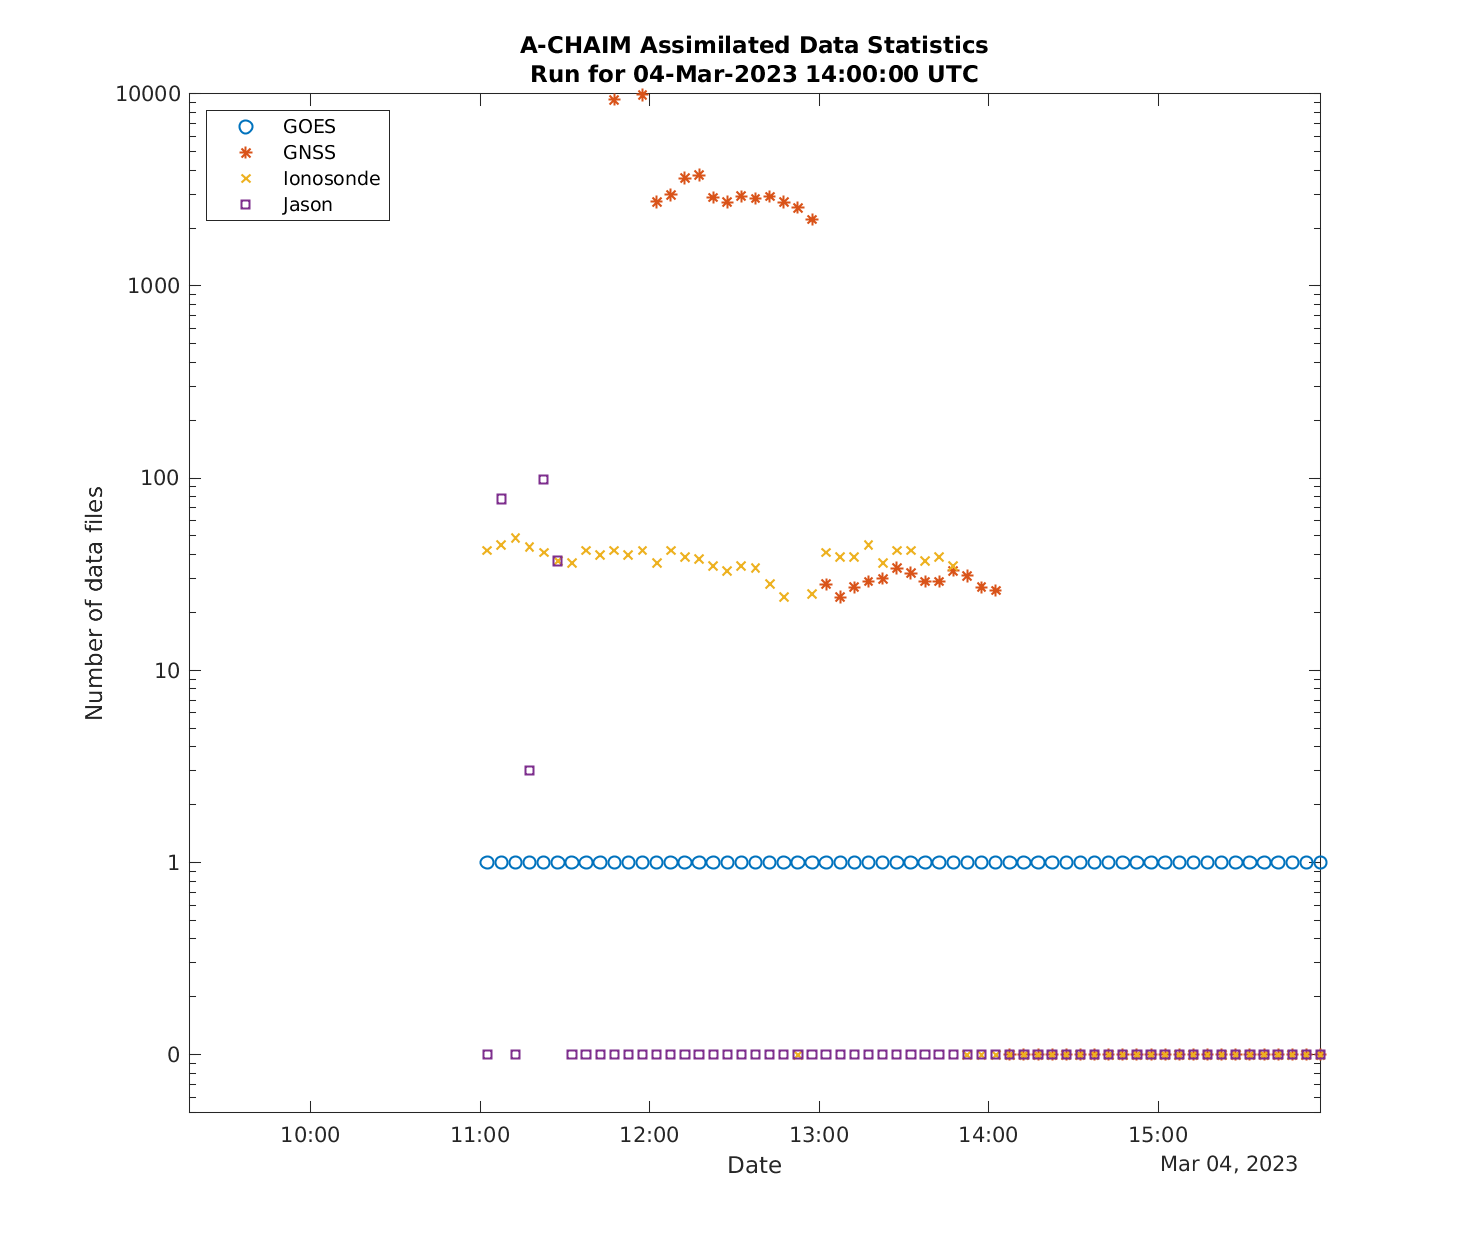 A-CHAIM Assimilated Data Statistics
Run for 04-Mar-2023 14:00:00 UTC
GOES
GNSS
Ionosonde
Jason
Number of data files
10000
1000
100
10
1
0
10:00 11:00 12:00 13:00 14:00 15:00
Date
Mar 04, 2023